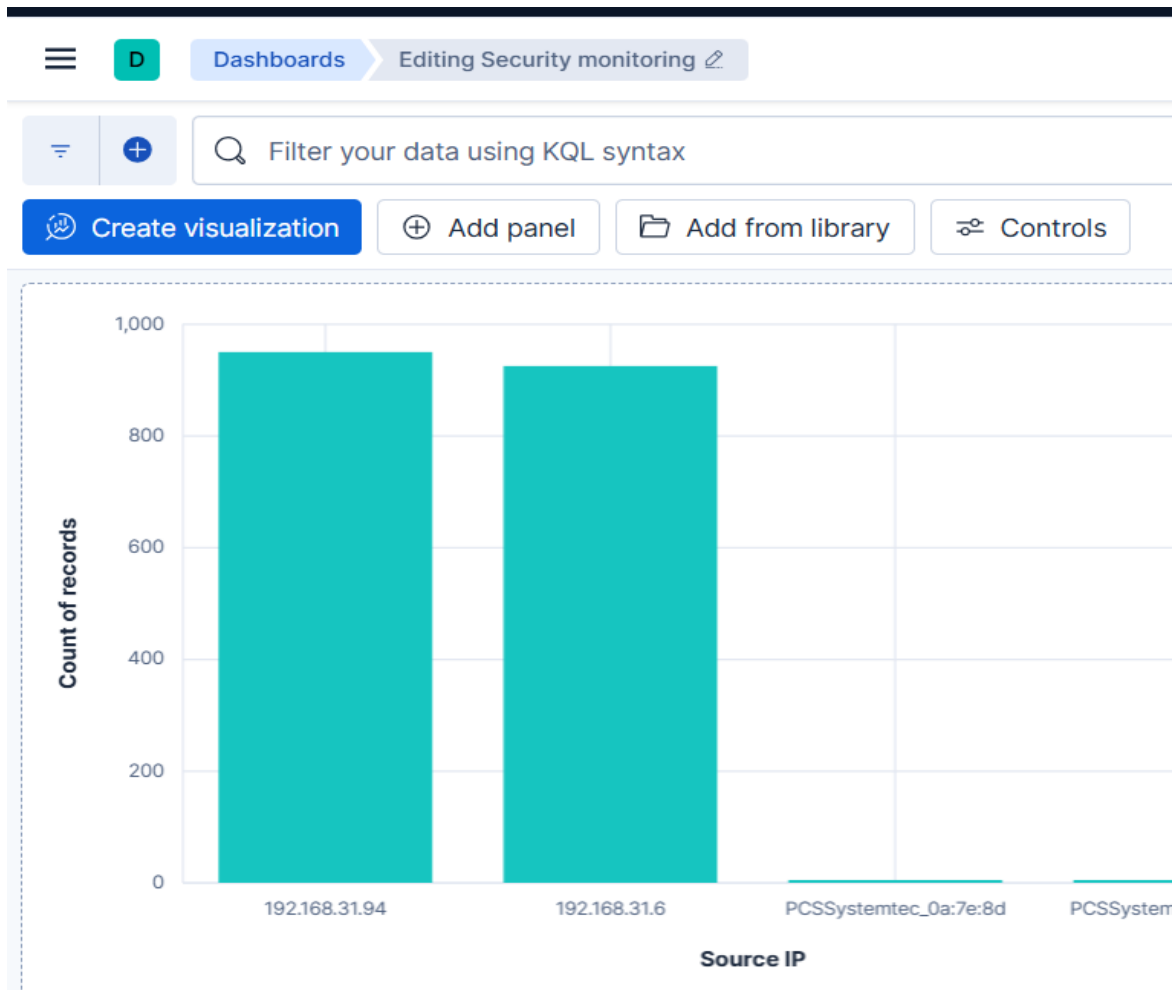 D Dashboards Editing Security monitoring
Filter your data using KQL syntax
Create visualization Add panel Add from library Controls
1,000
800
600
400
200
0
Count of records
192.168.31.94 192.168.31.6 PCSSystemtec_0a:7e:8d PCSSystem
Source IP